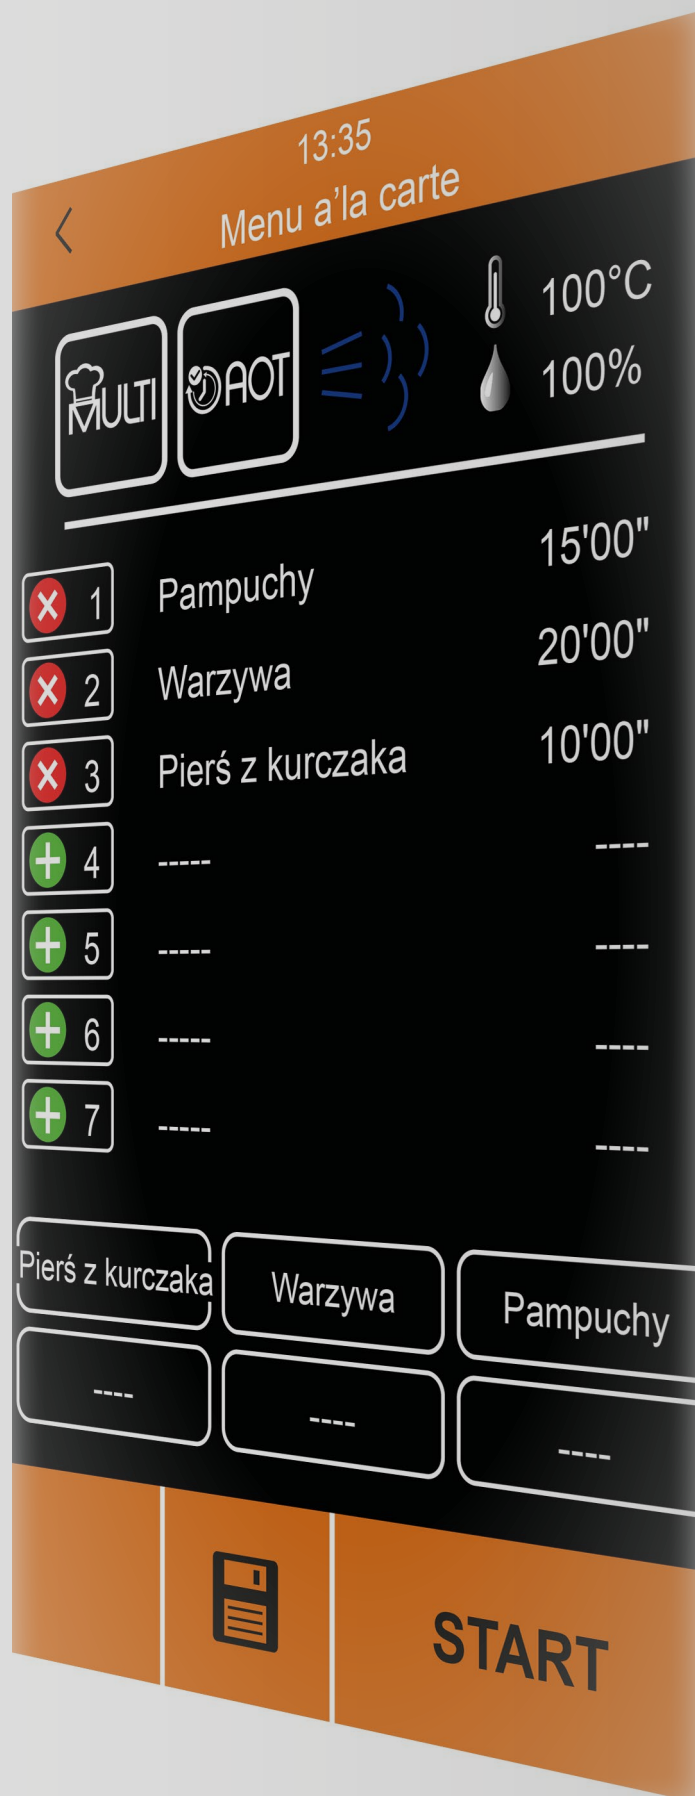 13:35
Menu a'la carte
MULTI
AOT
100°C
100%
1 Pampuchy 15'00"
2 Warzywa 20'00"
3 Pierś z kurczaka 10'00"
4 ----- ----
5 ----- ----
6 ----- ----
7 ----- ----
Pierś z kurczaka Warzywa Pampuchy
---- ---- ----
START